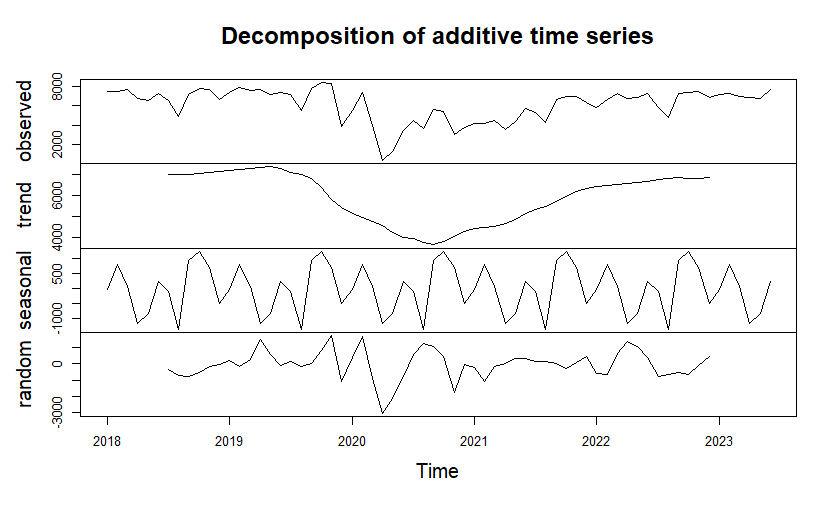 Decomposition of additive time series
observed
8000
2000
trend
6000
4000
seasonal
500
-1000
random
0
-3000
2018 2019 2020 2021 2022 2023
Time